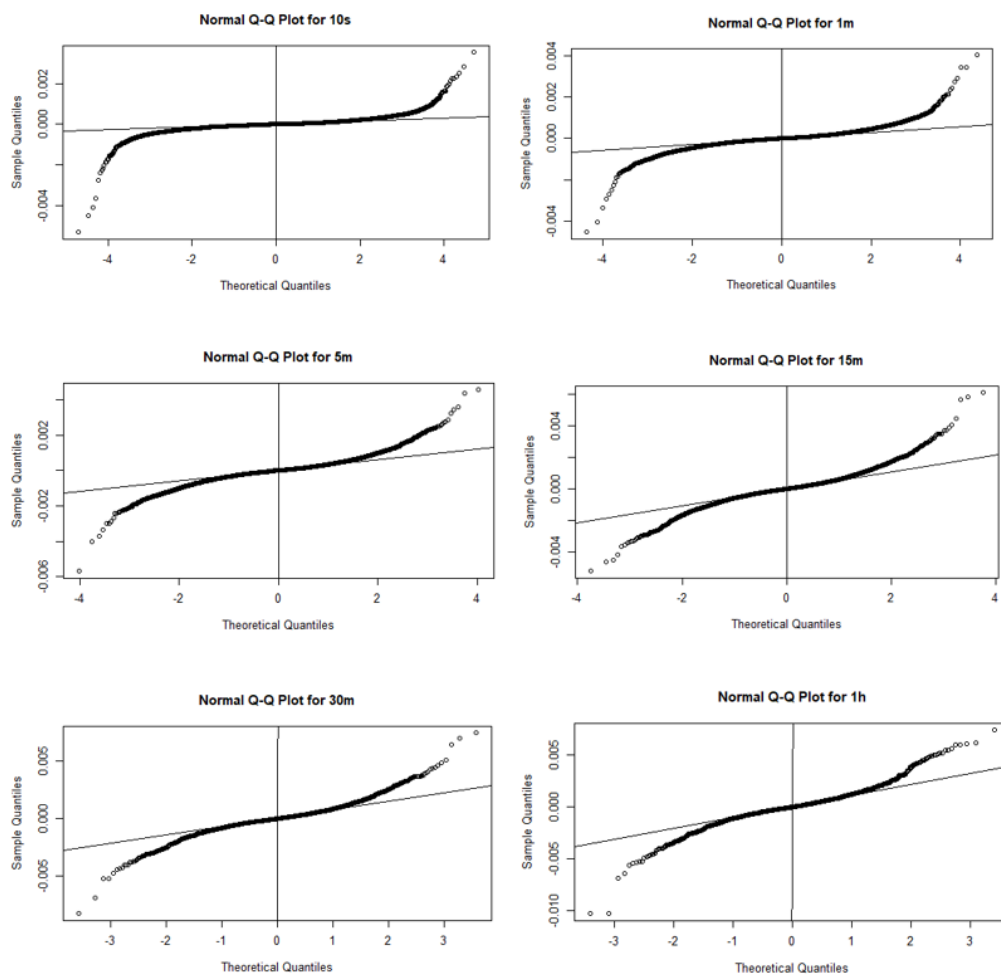 Normal Q-Q Plot for 10s
Sample Quantiles
0.002
0.000
-0.004
-4 -2 0 2 4
Theoretical Quantiles
Normal Q-Q Plot for 1m
Sample Quantiles
0.004
0.002
0.000
-0.004
-4 -2 0 2 4
Theoretical Quantiles
Normal Q-Q Plot for 5m
Sample Quantiles
0.002
-0.002
-0.006
-4 -2 0 2 4
Theoretical Quantiles
Normal Q-Q Plot for 15m
Sample Quantiles
0.004
0.000
-0.004
-4 -2 0 2 4
Theoretical Quantiles
Normal Q-Q Plot for 30m
Sample Quantiles
0.005
0.000
-0.005
-3 -2 -1 0 1 2 3
Theoretical Quantiles
Normal Q-Q Plot for 1h
Sample Quantiles
0.005
0.000
-0.005
-0.010
-3 -2 -1 0 1 2 3
Theoretical Quantiles